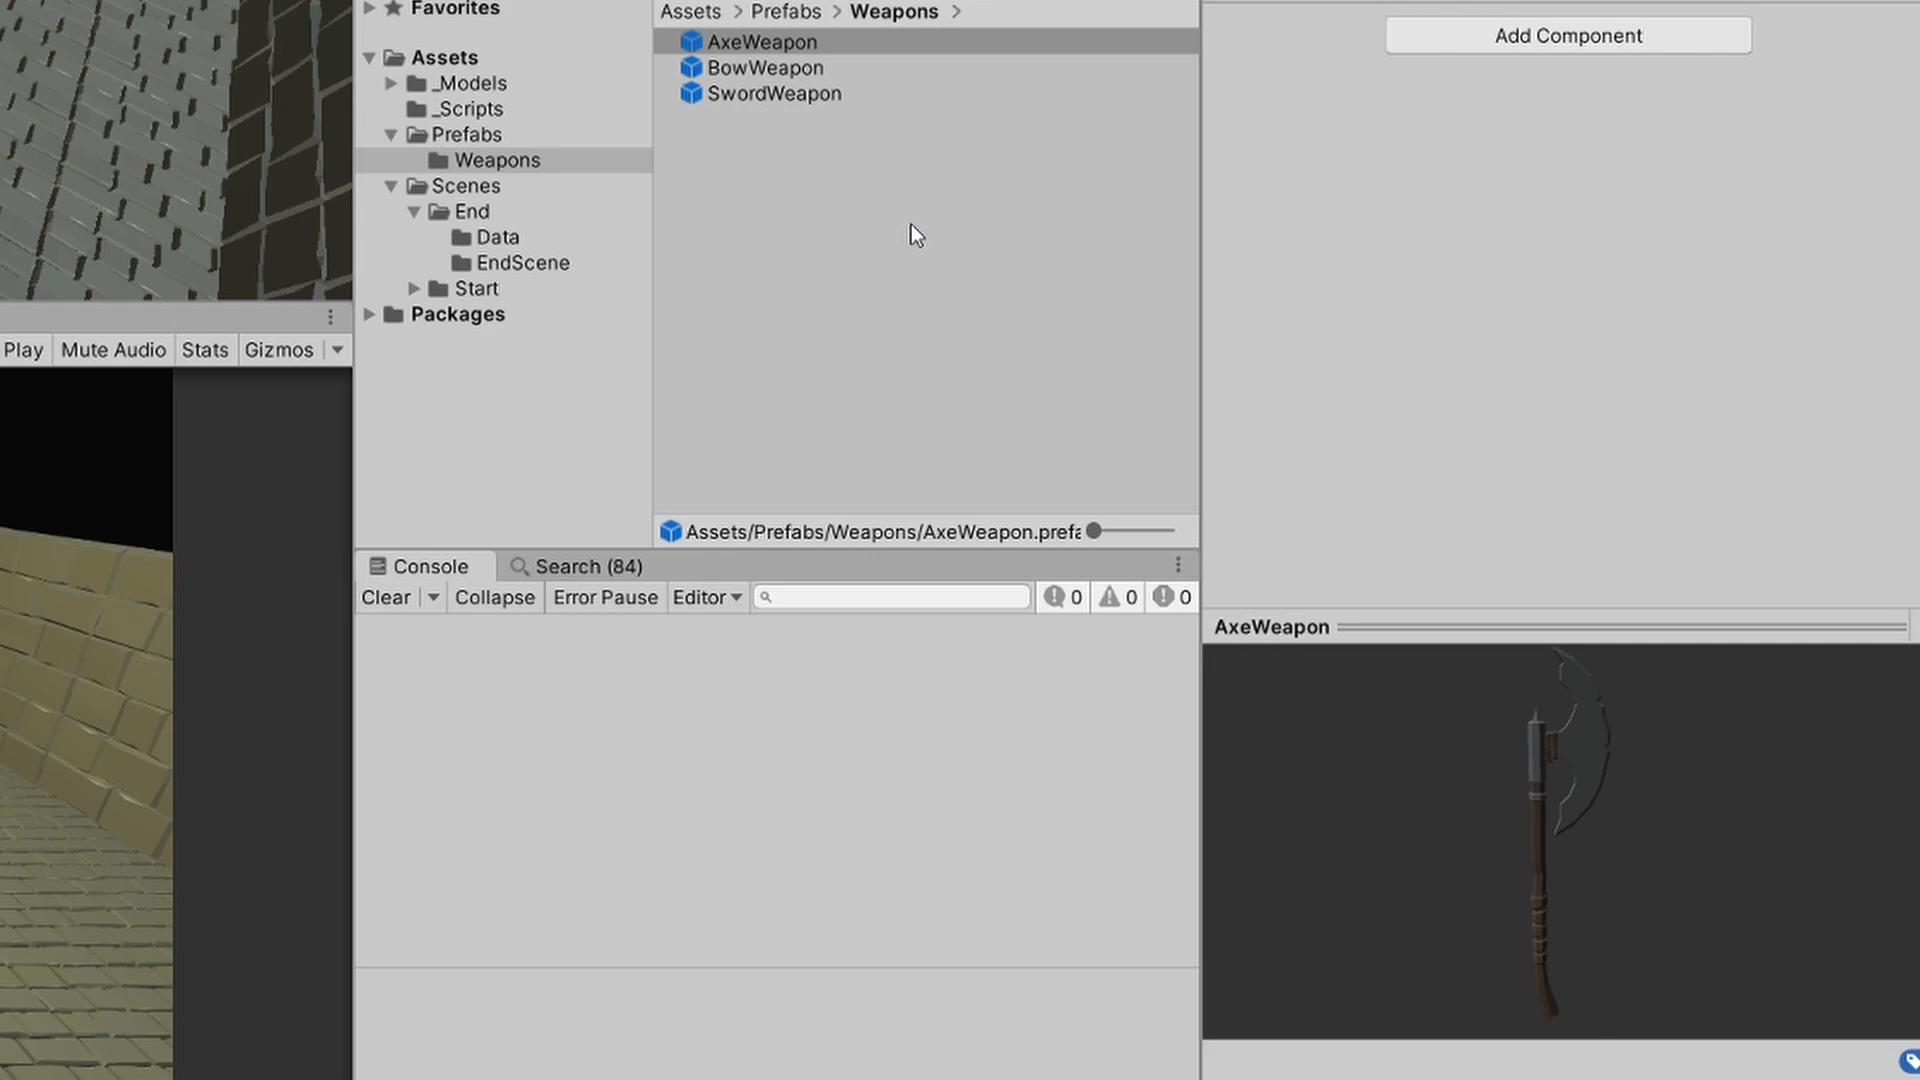 Favorites
Assets
_Models
_Scripts
Prefabs
Weapons
Scenes
End
Data
EndScene
Start
Packages
Assets > Prefabs > Weapons >
AxeWeapon
BowWeapon
SwordWeapon
Assets/Prefabs/Weapons/AxeWeapon.prefa
Add Component
Play Mute Audio Stats Gizmos
Console Search (84)
Clear Collapse Error Pause Editor 0 0 0
AxeWeapon